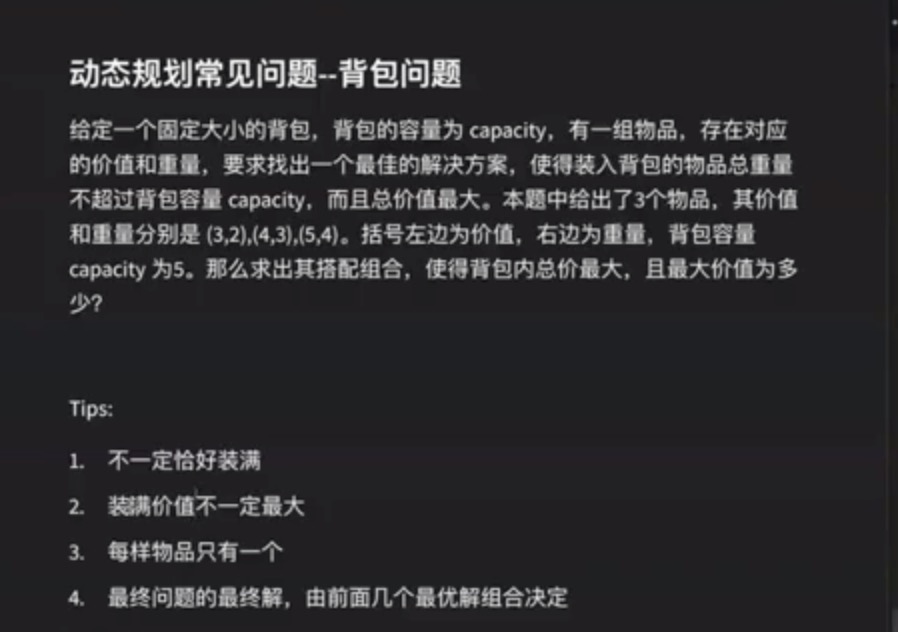 动态规划常见问题--背包问题
给定一个固定大小的背包，背包的容量为 capacity，有一组物品，存在对应
的价值和重量，要求找出一个最佳的解决方案，使得装入背包的物品总重量
不超过背包容量 capacity，而且总价值最大。本题中给出了3个物品，其价值
和重量分别是 (3,2),(4,3),(5,4)。括号左边为价值，右边为重量，背包容量
capacity 为5。那么求出其搭配组合，使得背包内总价最大，且最大价值为多
少？
Tips:
1. 不一定恰好装满
2. 装满价值不一定最大
3. 每样物品只有一个
4. 最终问题的最终解，由前面几个最优解组合决定